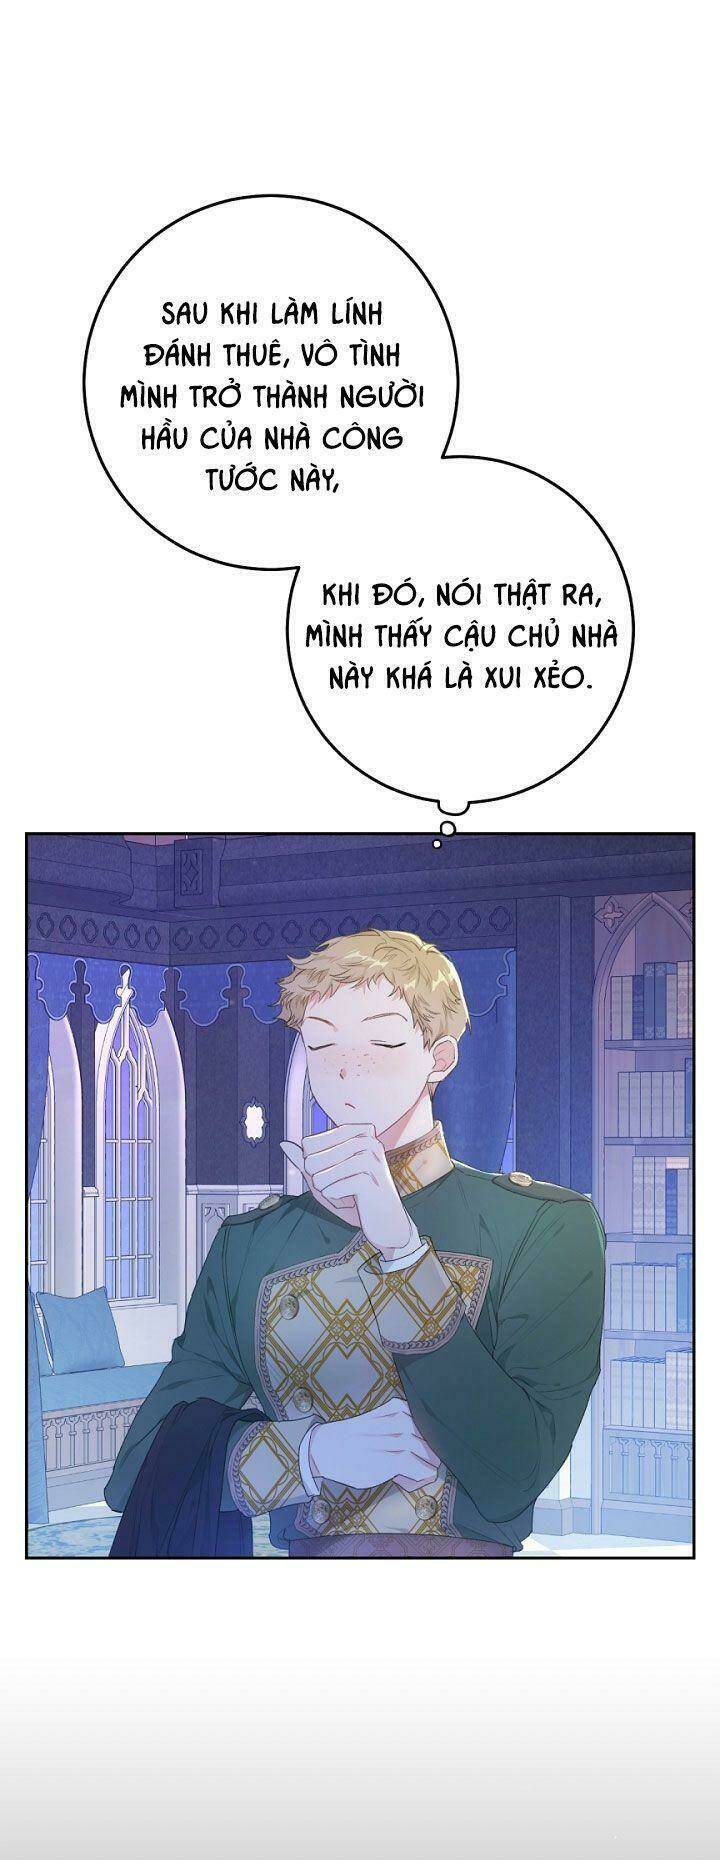 SAU KHI LÀM LÍNH
ĐÁNH THUÊ, VÔ TÌNH
MÌNH TRỞ THÀNH NGƯỜI
HẦU CỦA NHÀ CÔNG
TƯỚC NÀY,
KHI ĐÓ, NÓI THẬT RA,
MÌNH THẤY CẬU CHỦ NHÀ
NÀY KHÁ LÀ XUI XẺO.